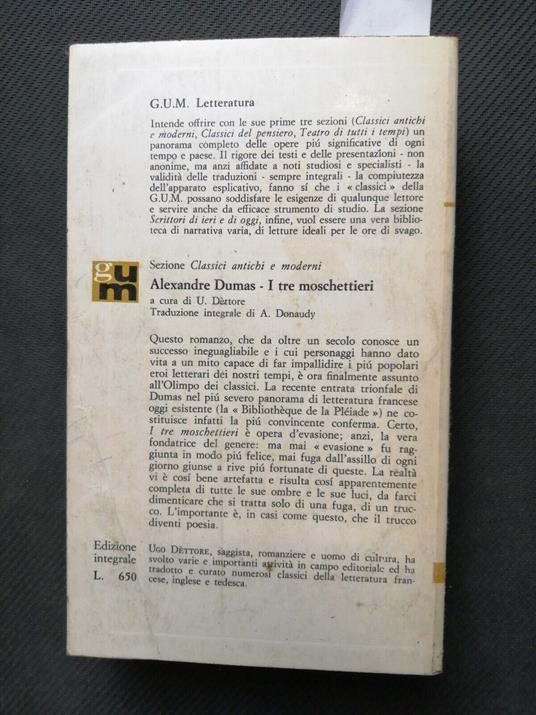 G.U.M. Letteratura
Intende offrire con le sue prime tre sezioni (Classici antichi
e moderni, Classici del pensiero, Teatro di tutti i tempi) un
panorama completo delle opere piú significative di ogni
tempo e paese. Il rigore dei testi e delle presentazioni - non
anonime, ma anzi affidate a noti studiosi e specialisti - la
validità delle traduzioni - sempre integrali - la compiutezza
dell'apparato esplicativo, fanno sí che i « classici » della
G.U.M. possano soddisfare le esigenze di qualunque lettore
e servire anche da efficace strumento di studio. La sezione
Scrittori di ieri e di oggi, infine, vuol essere una vera biblio-
teca di narrativa varia, di letture ideali per le ore di svago.
gum
Sezione Classici antichi e moderni
Alexandre Dumas - I tre moschettieri
a cura di U. Dèttore
Traduzione integrale di A. Donaudy
Questo romanzo, che da oltre un secolo conosce un
successo ineguagliabile e i cui personaggi hanno dato
vita a un mito capace di far impallidire i piú popolari
eroi letterari dei nostri tempi, è ora finalmente assunto
all'Olimpo dei classici. La recente entrata trionfale di
Dumas nel piú severo panorama di letteratura francese
oggi esistente (la « Bibliothèque de la Pléiade ») ne co-
stituisce infatti la piú convincente conferma. Certo,
I tre moschettieri è opera d'evasione; anzi, la vera
fondatrice del genere: ma mai « evasione » fu rag-
giunta in modo piú felice, mai fuga dall'assillo di ogni
giorno giunse a rive piú fortunate di queste. La realtà
vi è cosí bene artefatta e risulta cosí apparentemente
completa di tutte le sue ombre e le sue luci, da farci
dimenticare che si tratta solo di una fuga, di un truc-
co. L'importante è, in casi come questo, che il trucco
diventi poesia.
Edizione
integrale
L. 650
UGO DÈTTORE, saggista, romanziere e uomo di cultura, ha
svolto varie e importanti attività in campo editoriale ed ha
tradotto e curato numerosi classici della letteratura fran-
cese, inglese e tedesca.